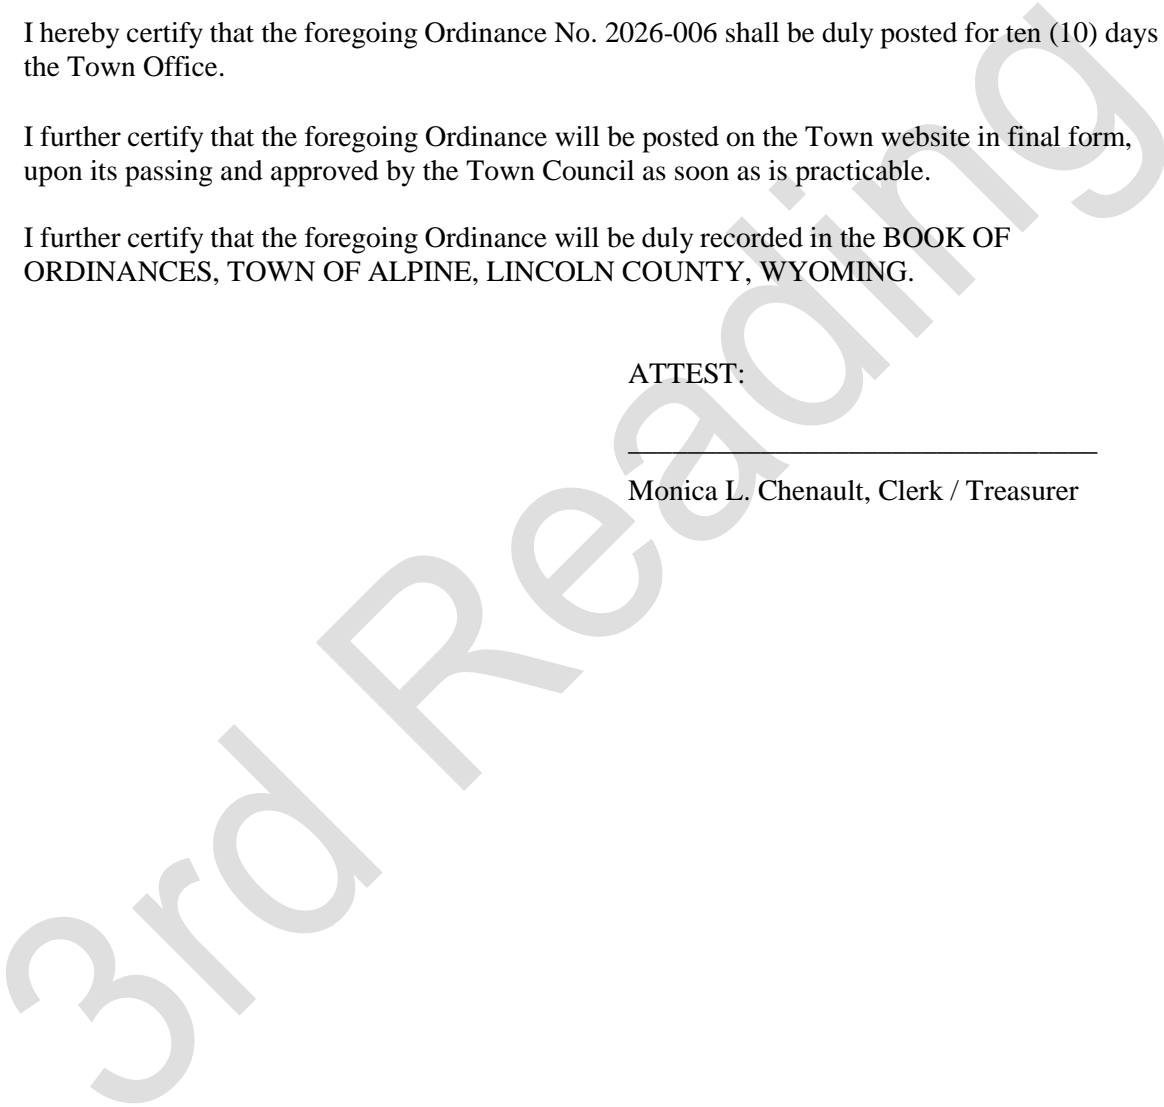 I hereby certify that the foregoing Ordinance No. 2026-006 shall be duly posted for ten (10) days
the Town Office.
I further certify that the foregoing Ordinance will be posted on the Town website in final form,
upon its passing and approved by the Town Council as soon as is practicable.
I further certify that the foregoing Ordinance will be duly recorded in the BOOK OF
ORDINANCES, TOWN OF ALPINE, LINCOLN COUNTY, WYOMING.
ATTEST:
Monica L. Chenault, Clerk / Treasurer
3rd Reading